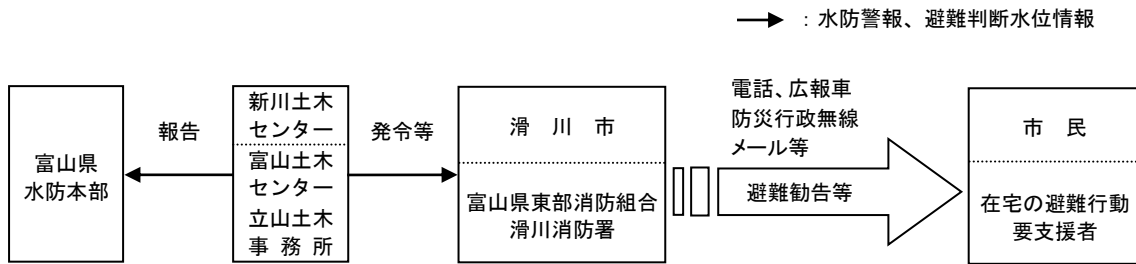 ：水防警報、避難判断水位情報
富山県
水防本部
報告
新川土木
センター
富山土木
センター
立山土木
事 務 所
発令等
滑　川　市
富山県東部消防組合
滑川消防署
電話、広報車
防災行政無線
メール等
避難勧告等
市　民
在宅の避難行動
要支援者